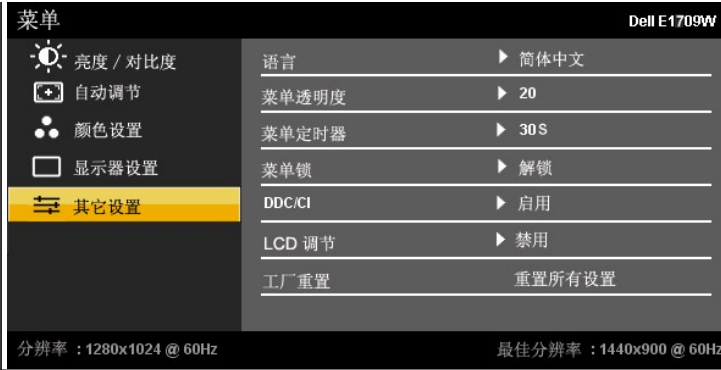 菜单
Dell E1709W
亮度 / 对比度
自动调节
颜色设置
显示器设置
其它设置
语言 简体中文
菜单透明度 20
菜单定时器 30S
菜单锁 解锁
DDC/CI 启用
LCD 调节 禁用
工厂重置 重置所有设置
分辨率 : 1280x1024 @ 60Hz
最佳分辨率 : 1440x900 @ 60Hz